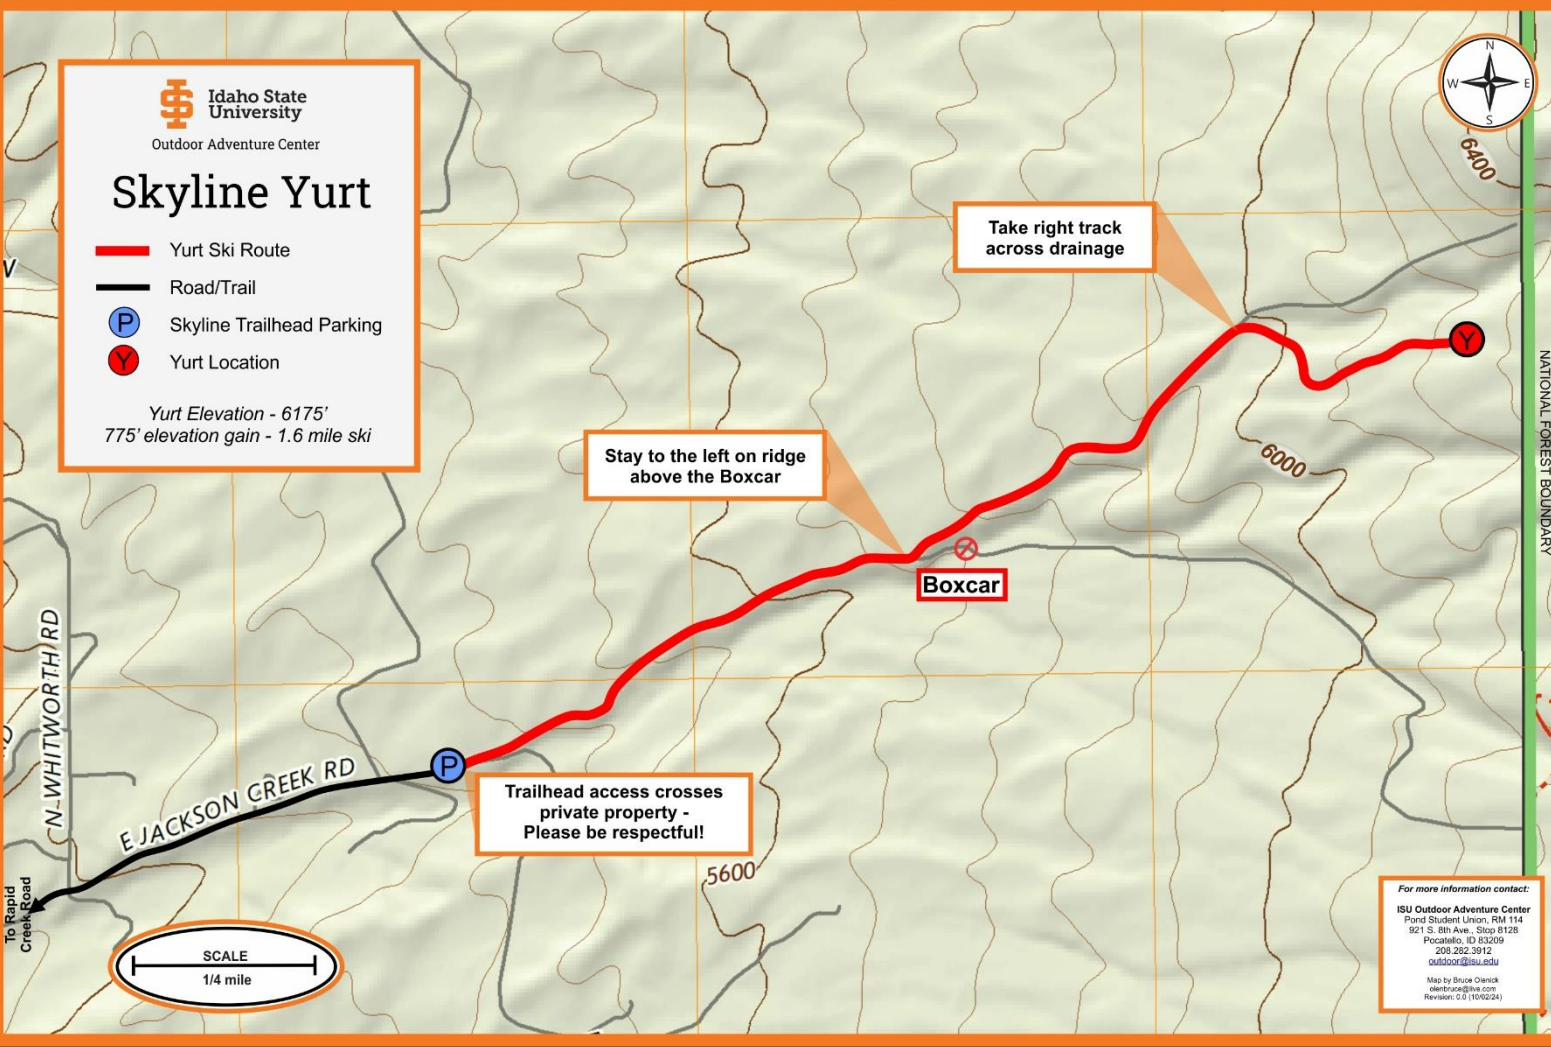 Idaho State
University
Outdoor Adventure Center
Skyline Yurt
Yurt Ski Route
Road/Trail
P
Skyline Trailhead Parking
Y
Yurt Location
Yurt Elevation - 6175’
775’ elevation gain - 1.6 mile ski
N
W
E
S
6400
Take right track
across drainage
Y
NATIONAL FOREST BOUNDARY
Stay to the left on ridge
above the Boxcar
6000
Boxcar
N WHITWORTH RD
E JACKSON CREEK RD
P
Trailhead access crosses
private property -
Please be respectful!
5600
To Rapid
Creek Road
SCALE
1/4 mile
For more information contact:
ISU Outdoor Adventure Center
Pond Student Union, RM 114
921 S. 8th Ave., Stop 8128
Pocatello, ID 83209
208.282.3912
outdoor@isu.edu
Map by Bruce Olenick
olenbruce@live.com
Revision: 0.0 (10/02/24)